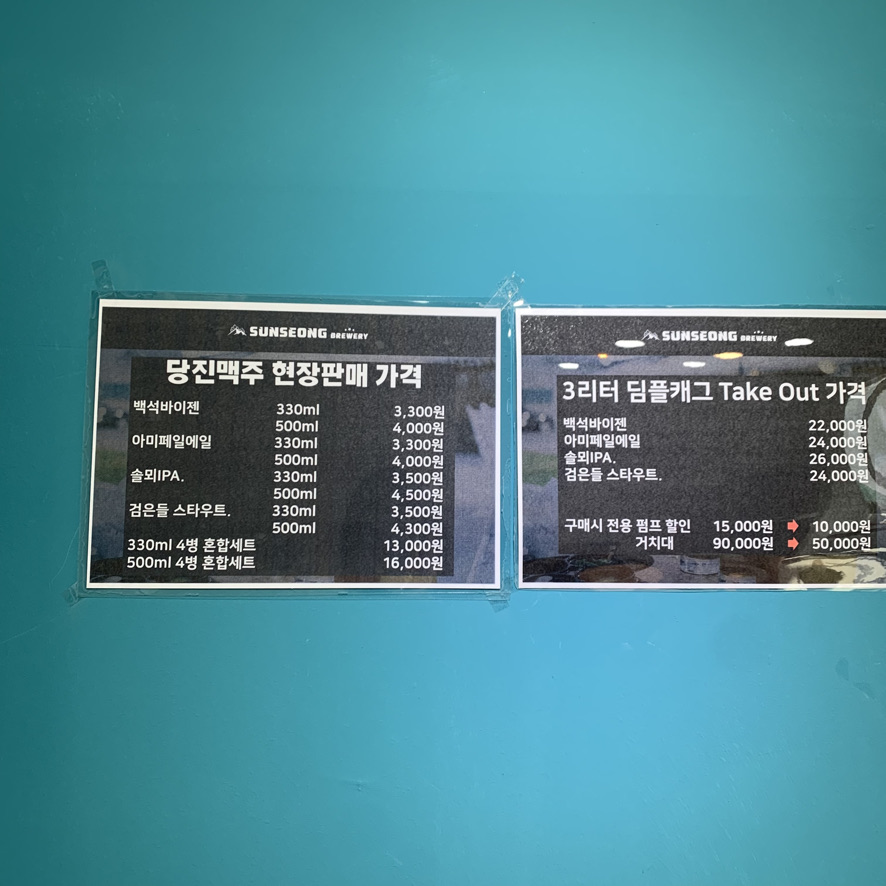 SUNSEONG BREWERY
당진맥주 현장판매 가격
백석바이젠 330ml 3,300원
500ml 4,000원
아미페일에일 330ml 3,300원
500ml 4,000원
솔뫼IPA. 330ml 3,500원
500ml 4,500원
검은들 스타우트. 330ml 3,500원
500ml 4,300원
330ml 4병 혼합세트 13,000원
500ml 4병 혼합세트 16,000원
SUNSEONG BREWERY
3리터 딤플캐그 Take Out 가격
백석바이젠 22,000원
아미페일에일 24,000원
솔뫼IPA. 26,000원
검은들 스타우트. 24,000원
구매시 전용 펌프 할인 15,000원 ➡ 10,000원
거치대 90,000원 ➡ 50,000원